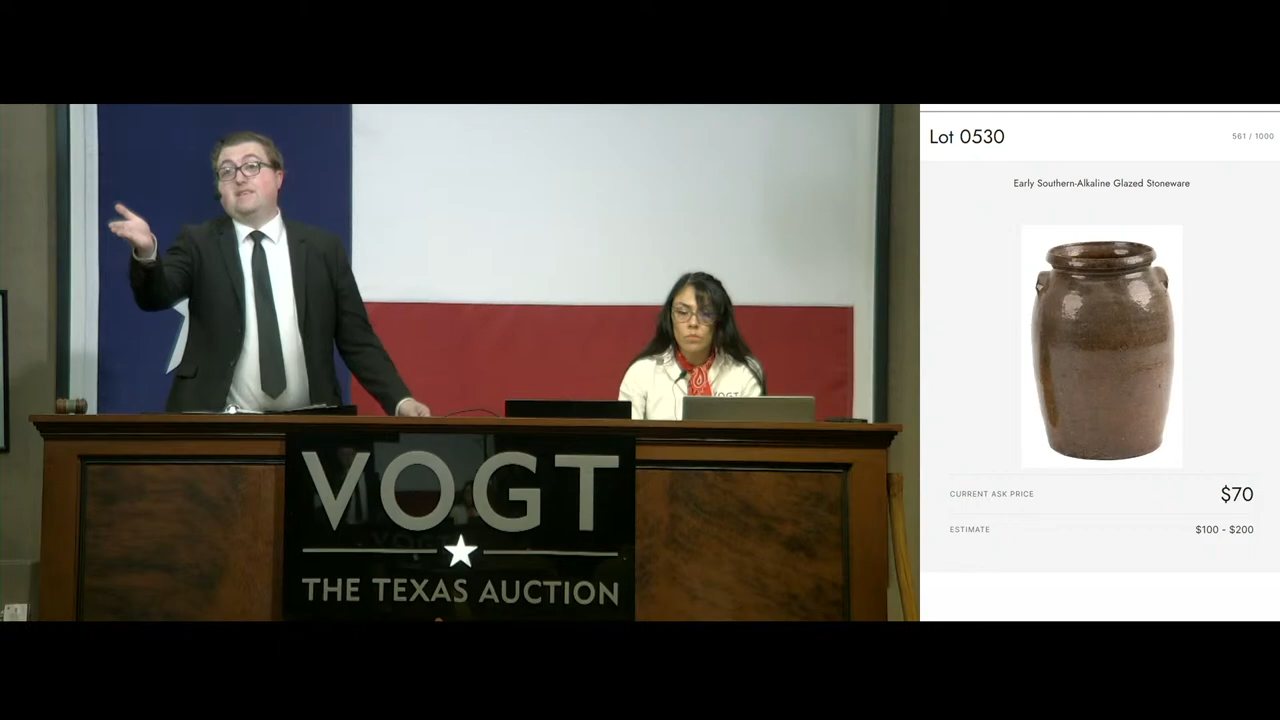 VOGT
VOGT
THE TEXAS AUCTION
Lot 0530
561 / 1000
Early Southern-Alkaline Glazed Stoneware
CURRENT ASK PRICE
$70
ESTIMATE
$100 - $200